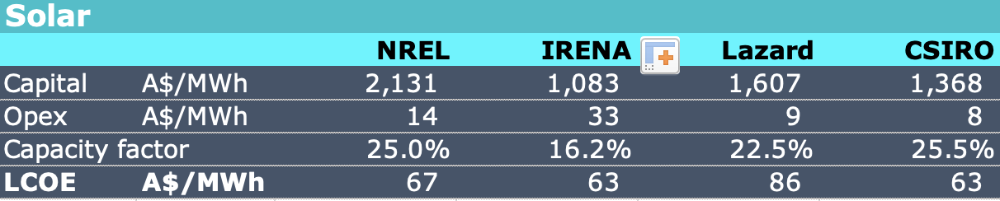 Solar
NREL IRENA Lazard CSIRO
Capital A$/MWh 2,131 1,083 1,607 1,368
Opex A$/MWh 14 33 9 8
Capacity factor 25.0% 16.2% 22.5% 25.5%
LCOE A$/MWh 67 63 86 63